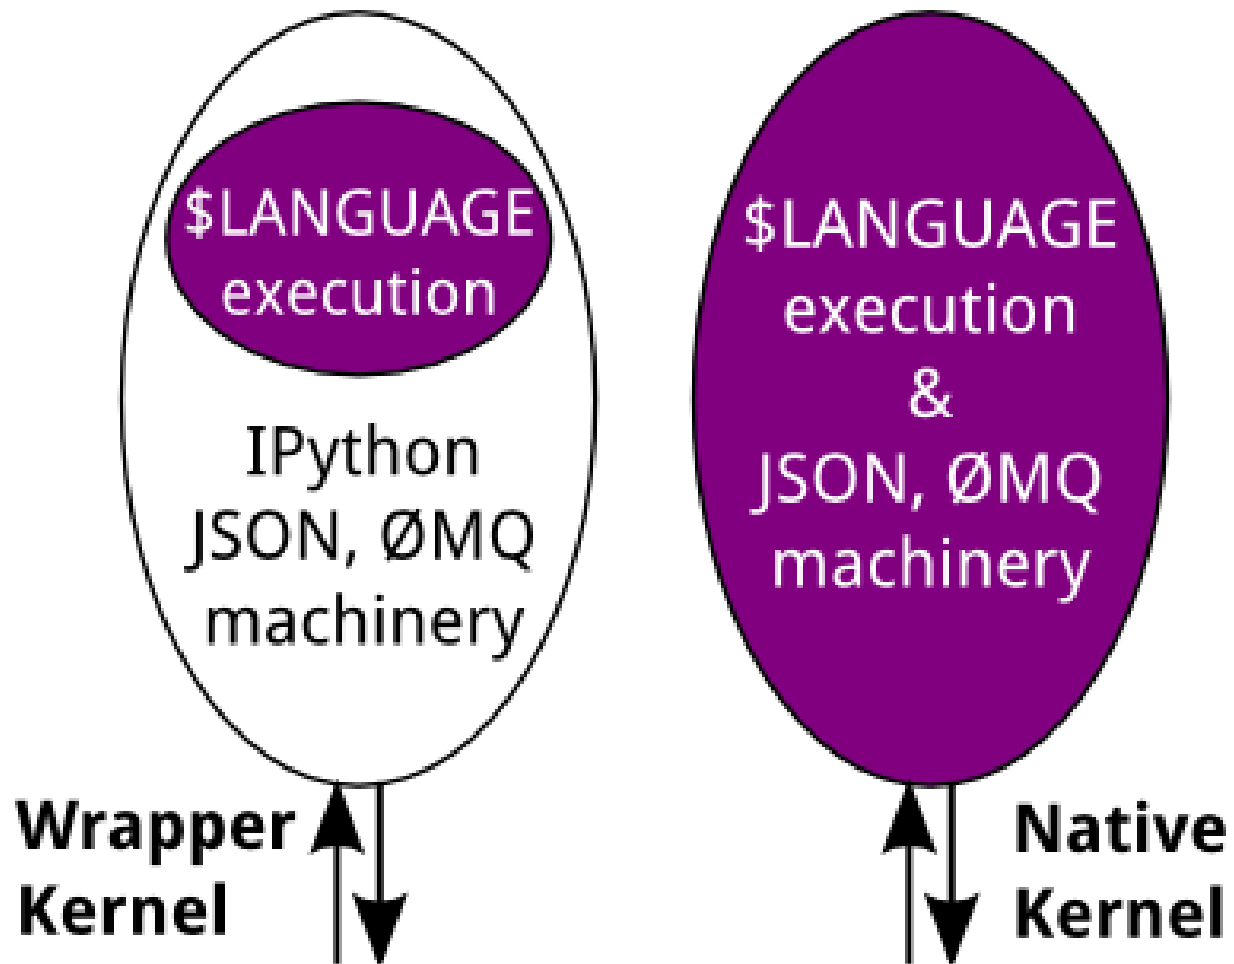 $LANGUAGE
execution
IPython
JSON, ØMQ
machinery
Wrapper
Kernel
$LANGUAGE
execution
&
JSON, ØMQ
machinery
Native
Kernel